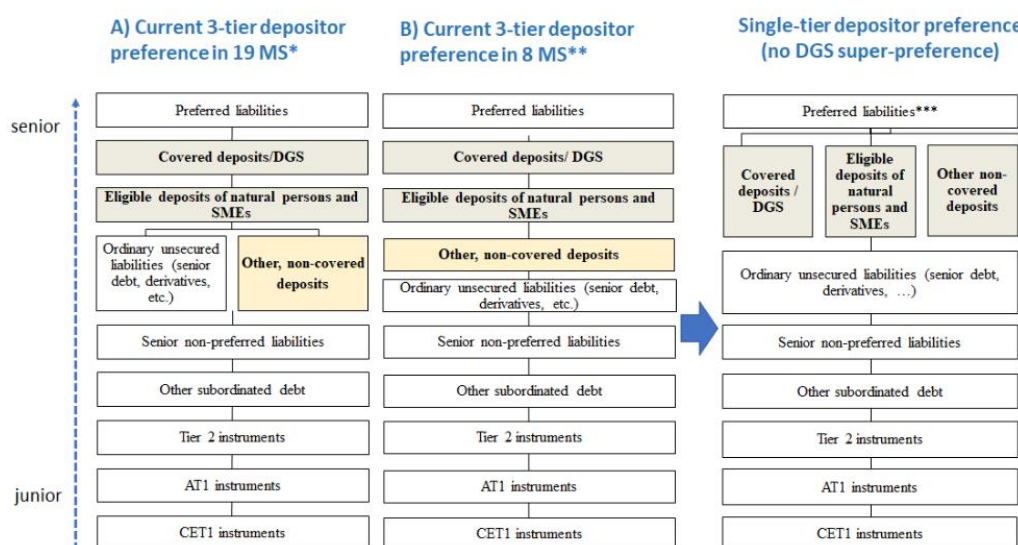 A) Current 3-tier depositor
preference in 19 MS*
B) Current 3-tier depositor
preference in 8 MS**
Single-tier depositor preference
(no DGS super-preference)
senior
junior
Preferred liabilities
Covered deposits/DGS
Eligible deposits of natural persons and
SMEs
Ordinary unsecured
liabilities (senior
debt, derivatives,
etc.)
Other, non-covered
deposits
Senior non-preferred liabilities
Other subordinated debt
Tier 2 instruments
AT1 instruments
CET1 instruments
Preferred liabilities
Covered deposits/ DGS
Eligible deposits of natural persons and
SMEs
Other, non-covered deposits
Ordinary unsecured liabilities (senior debt,
derivatives, etc.)
Senior non-preferred liabilities
Other subordinated debt
Tier 2 instruments
AT1 instruments
CET1 instruments
Preferred liabilities***
Covered
deposits /
DGS
Eligible
deposits of
natural
persons and
SMEs
Other non-
covered
deposits
Ordinary unsecured liabilities (senior debt,
derivatives, …)
Senior non-preferred liabilities
Other subordinated debt
Tier 2 instruments
AT1 instruments
CET1 instruments